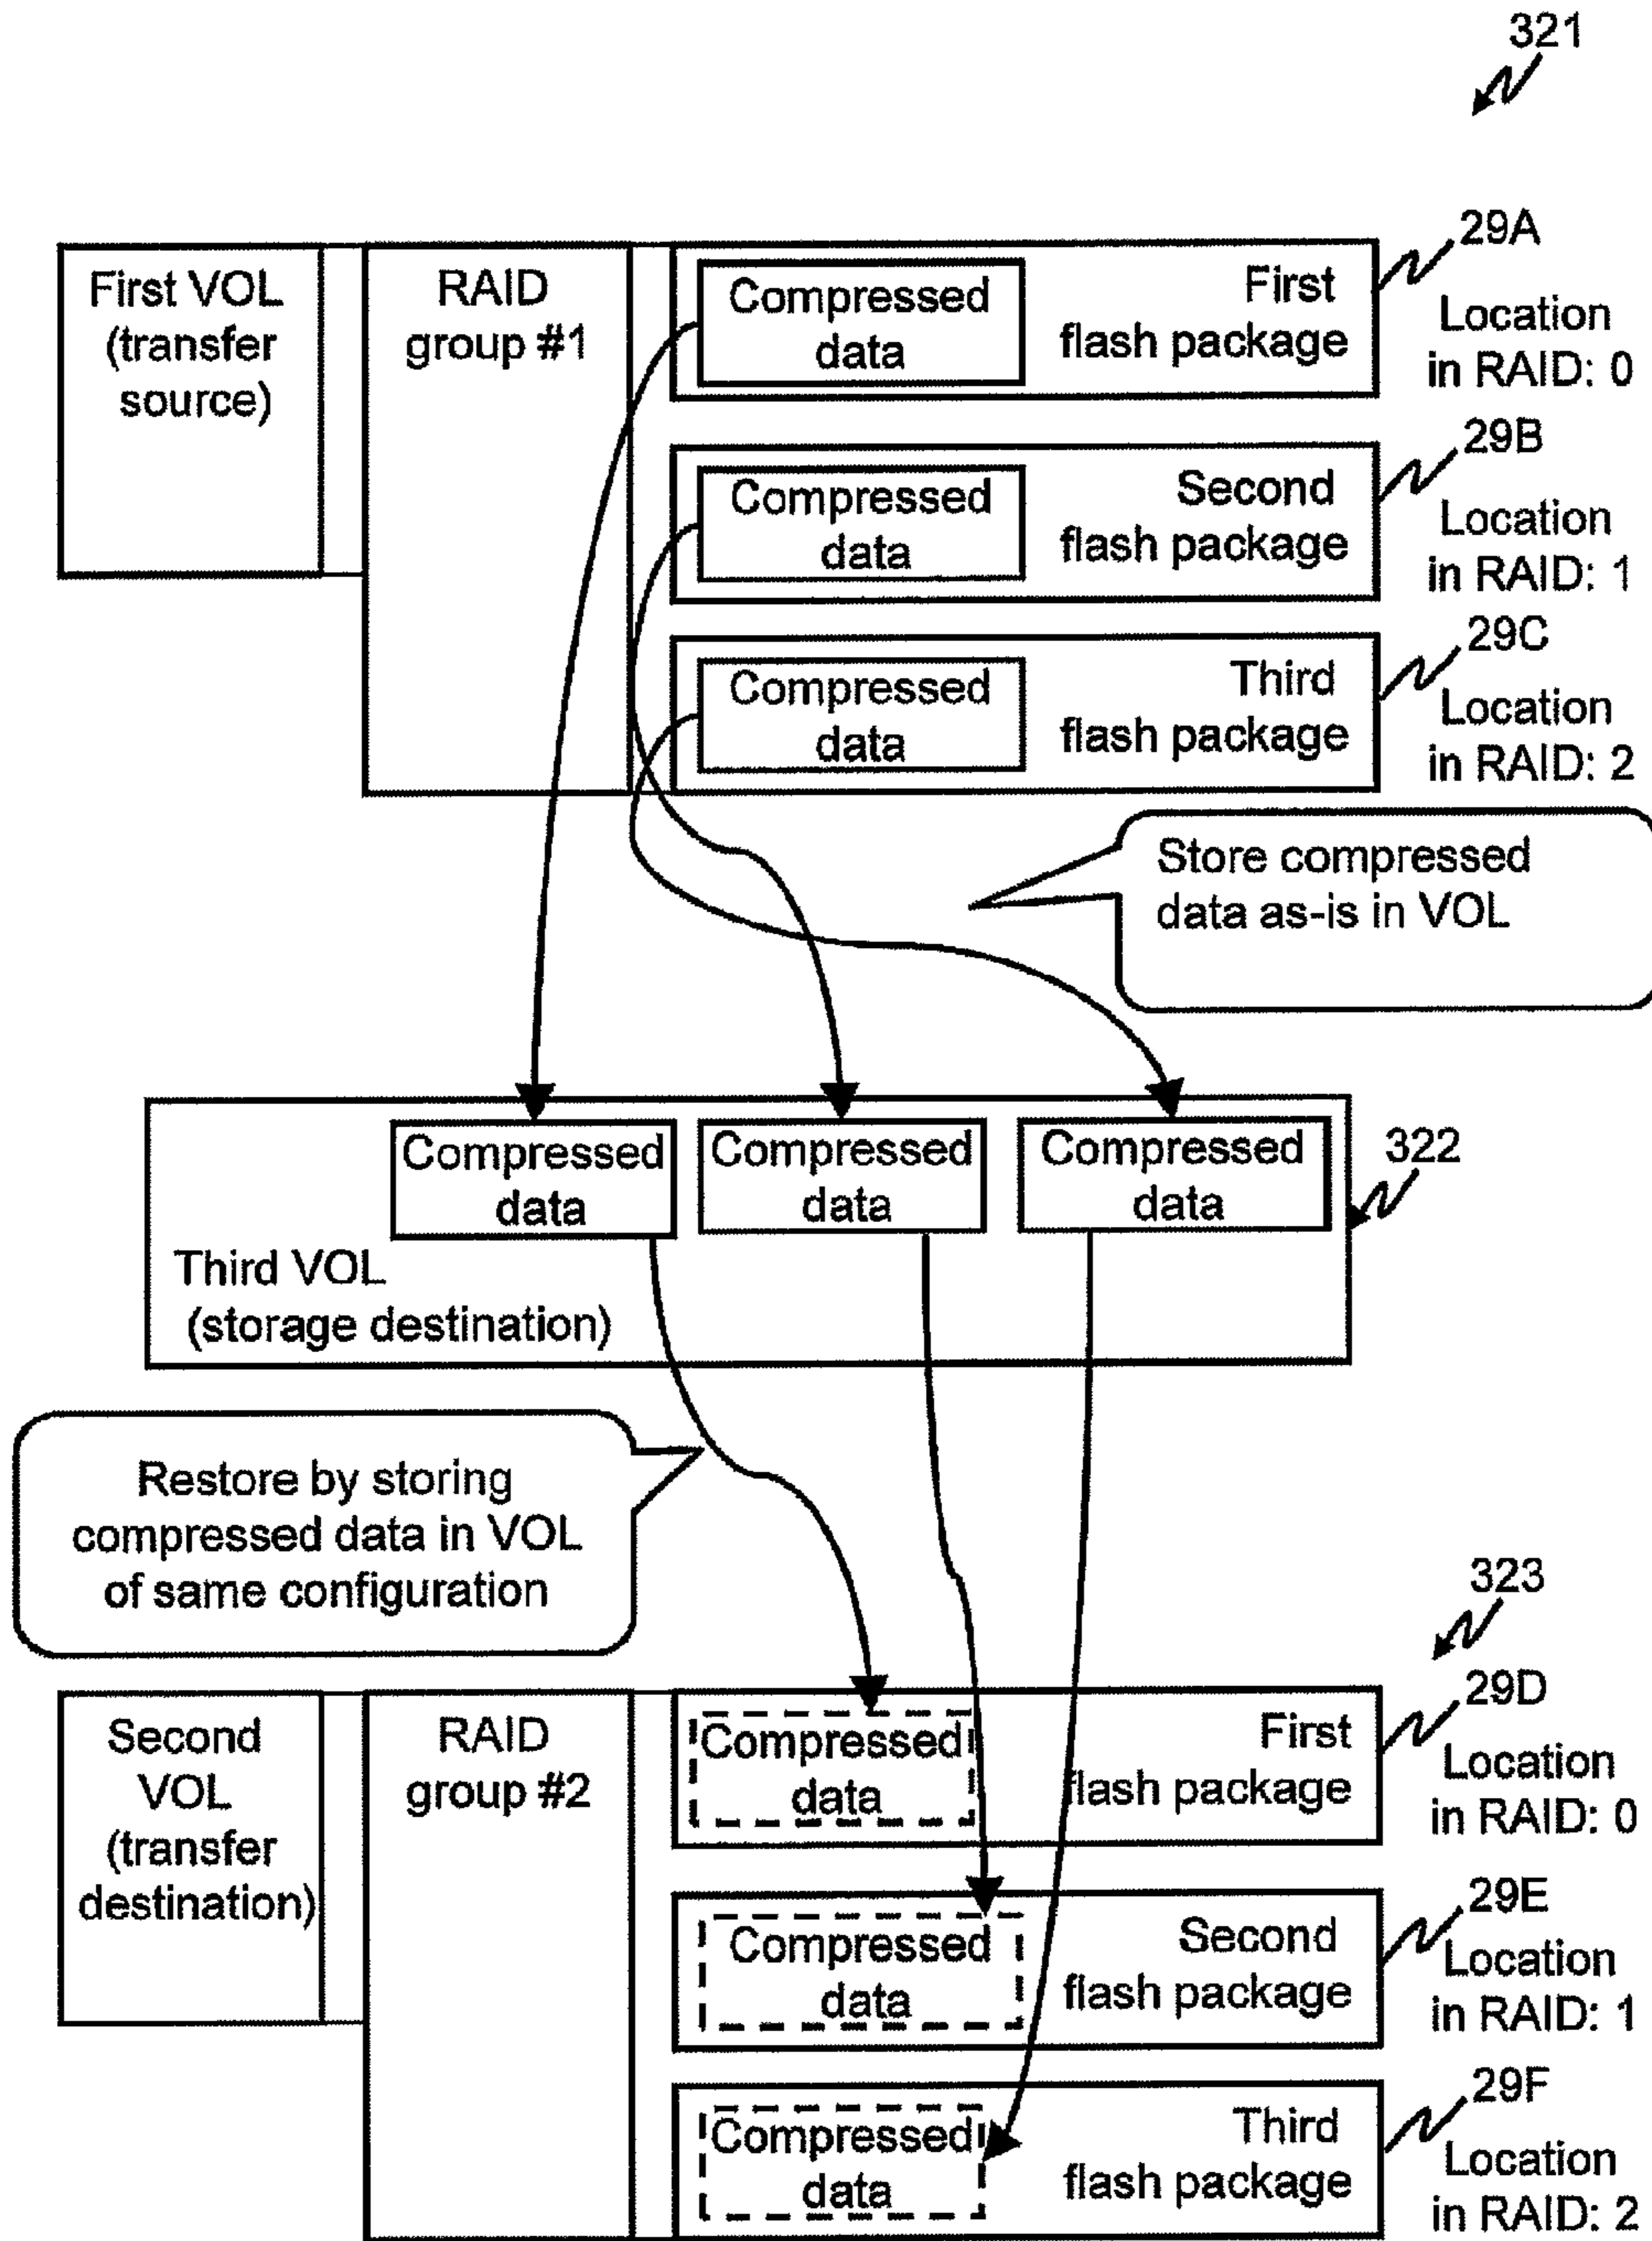 321
First VOL
(transfer
source)
RAID
group #1
Compressed
data
First
flash package
29A
Location
in RAID: 0
Compressed
data
Second
flash package
29B
Location
in RAID: 1
Compressed
data
Third
flash package
29C
Location
in RAID: 2
Store compressed
data as-is in VOL
Compressed
data
Compressed
data
Compressed
data
322
Third VOL
(storage destination)
Restore by storing
compressed data in VOL
of same configuration
323
Second
VOL
(transfer
destination)
RAID
group #2
Compressed
data
First
flash package
29D
Location
in RAID: 0
Compressed
data
Second
flash package
29E
Location
in RAID: 1
Compressed
data
Third
flash package
29F
Location
in RAID: 2